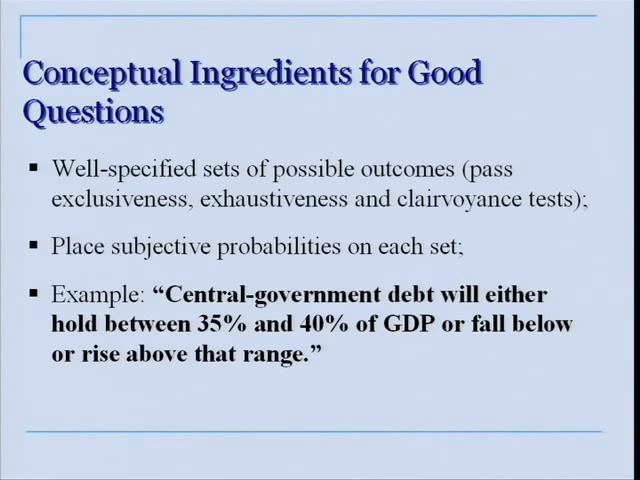 Conceptual Ingredients for Good
Questions
▪ Well-specified sets of possible outcomes (pass
exclusiveness, exhaustiveness and clairvoyance tests);
▪ Place subjective probabilities on each set;
▪ Example: “Central-government debt will either
hold between 35% and 40% of GDP or fall below
or rise above that range.”